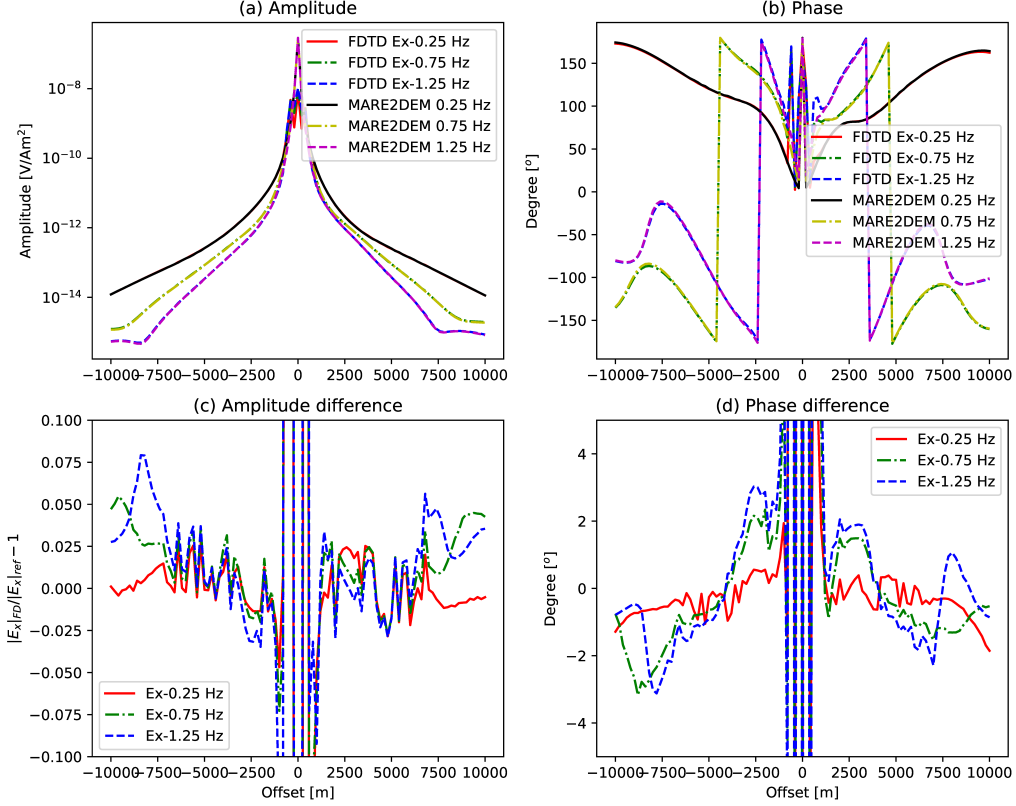 (a) Amplitude
Amplitude [V/Am²]
10⁻⁸
10⁻¹⁰
10⁻¹²
10⁻¹⁴
FDTD Ex-0.25 Hz
FDTD Ex-0.75 Hz
FDTD Ex-1.25 Hz
MARE2DEM 0.25 Hz
MARE2DEM 0.75 Hz
MARE2DEM 1.25 Hz
−10000 −7500 −5000 −2500 0 2500 5000 7500 10000
(b) Phase
Degree [°]
150
100
50
0
−50
−100
−150
FDTD Ex-0.25 Hz
FDTD Ex-0.75 Hz
FDTD Ex-1.25 Hz
MARE2DEM 0.25 Hz
MARE2DEM 0.75 Hz
MARE2DEM 1.25 Hz
−10000 −7500 −5000 −2500 0 2500 5000 7500 10000
(c) Amplitude difference
|Eₓ|FD/|Eₓ|ref − 1
0.100
0.075
0.050
0.025
0.000
−0.025
−0.050
−0.075
−0.100
Ex-0.25 Hz
Ex-0.75 Hz
Ex-1.25 Hz
−10000 −7500 −5000 −2500 0 2500 5000 7500 10000
Offset [m]
(d) Phase difference
Degree [°]
4
2
0
−2
−4
Ex-0.25 Hz
Ex-0.75 Hz
Ex-1.25 Hz
−10000 −7500 −5000 −2500 0 2500 5000 7500 10000
Offset [m]